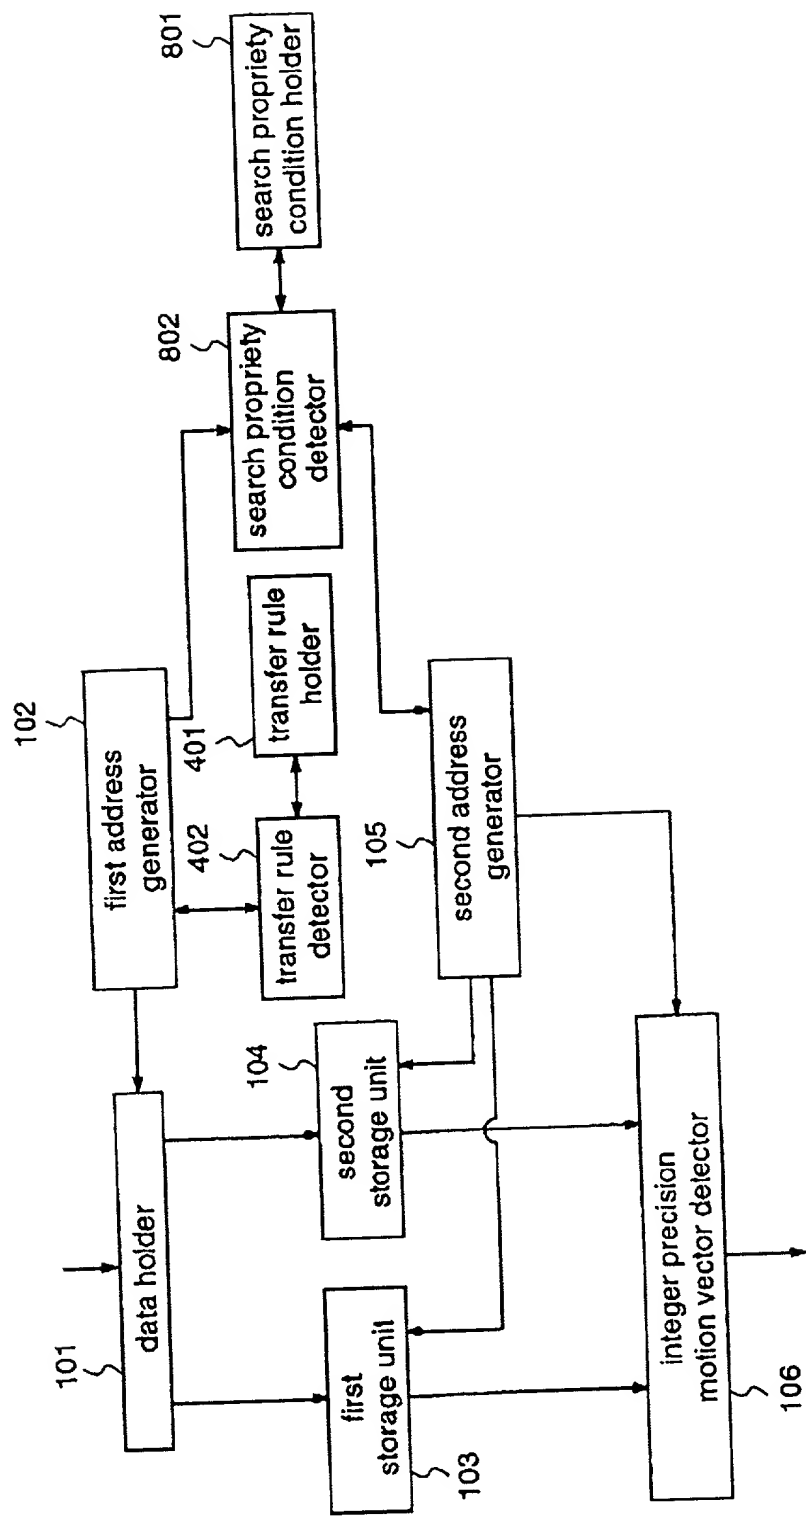 101
data holder
102
first address
generator
103
first
storage unit
104
second
storage unit
402
transfer rule
detector
401
transfer rule
holder
802
search propriety
condition
detector
801
search propriety
condition holder
105
second address
generator
106
integer precision
motion vector detector